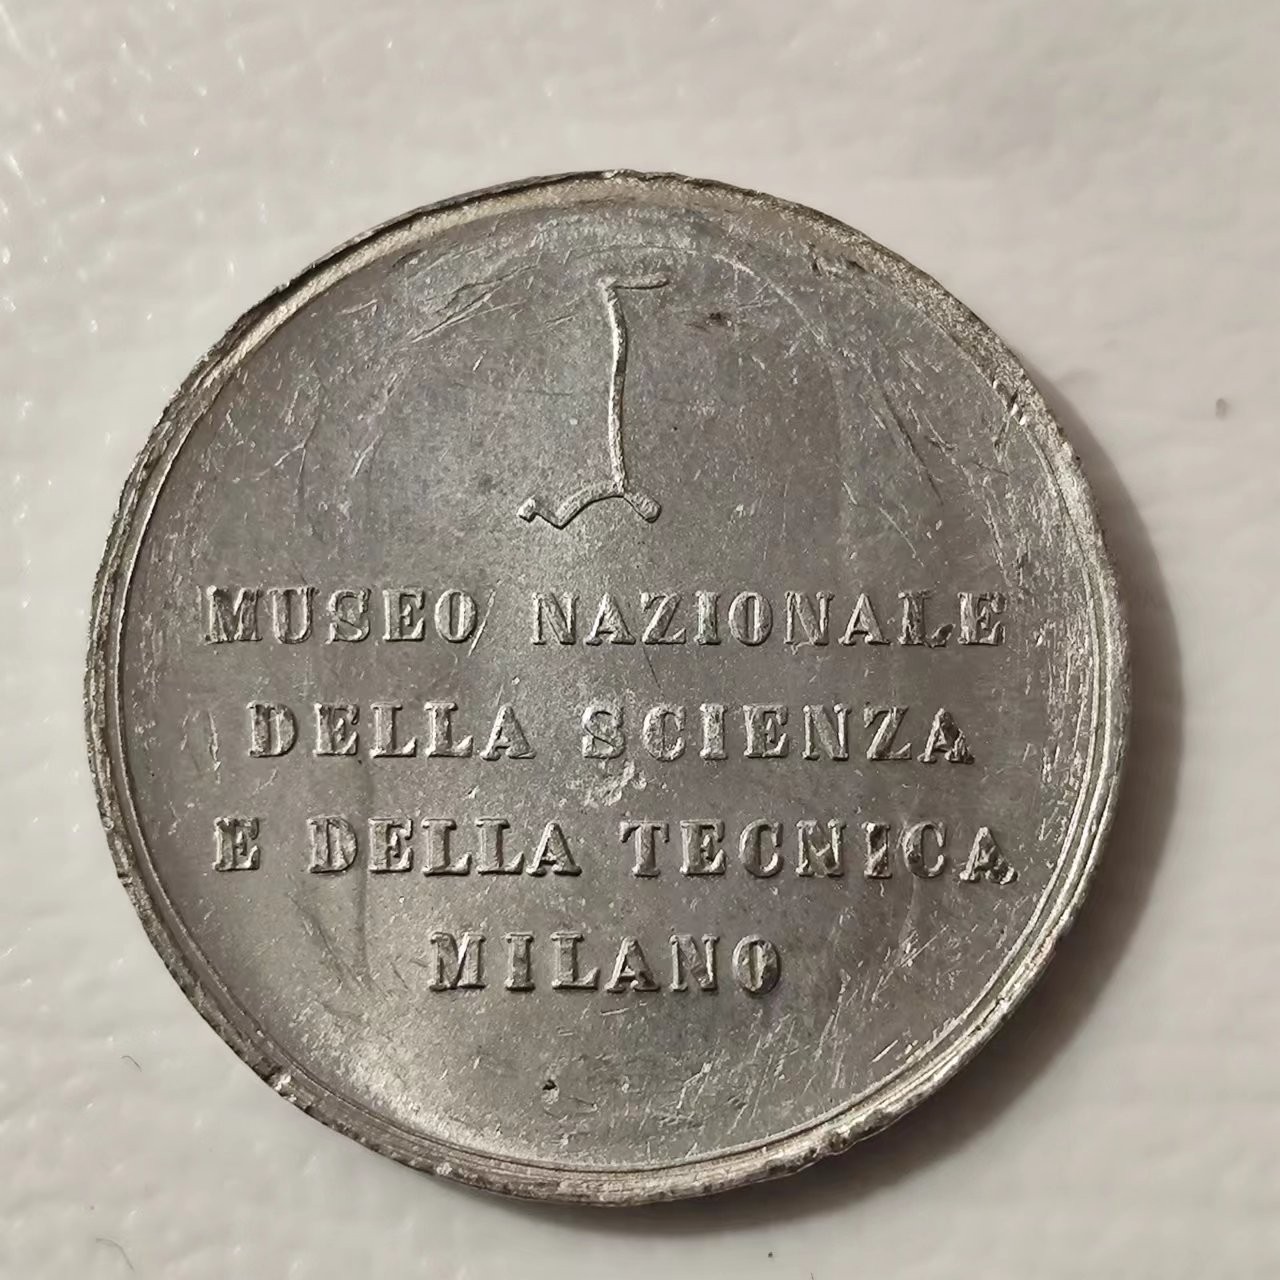 MUSEO NAZIONALE
DELLA SCIENZA
E DELLA TECNICA
MILANO